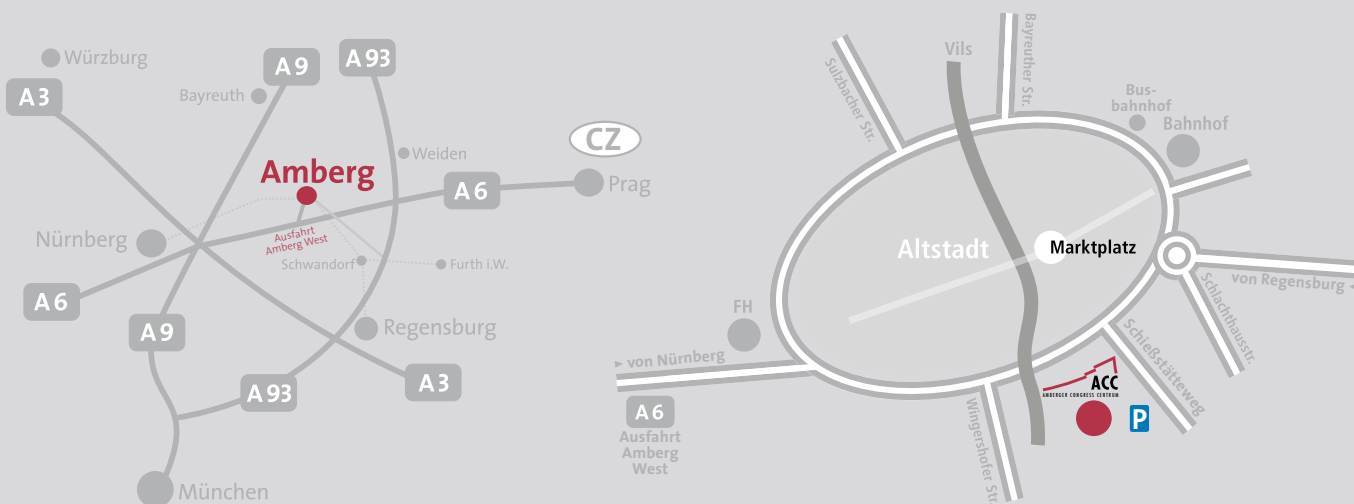 Würzburg
A 3
Bayreuth
A 9
A 93
Weiden
CZ
Amberg
A 6
Prag
Nürnberg
Ausfahrt
Amberg West
Schwandorf
Furth i.W.
A 6
A 9
Regensburg
A 93
A 3
München
Sulzbacher Str.
Vils
Bayreuther Str.
Bus-
bahnhof
Bahnhof
Altstadt
Marktplatz
von Regensburg
Schlachthausstr.
FH
von Nürnberg
Schießstätteweg
ACC
AMBERGER CONGRESS CENTRUM
P
A 6
Ausfahrt
Amberg
West
Wingershofer Str.